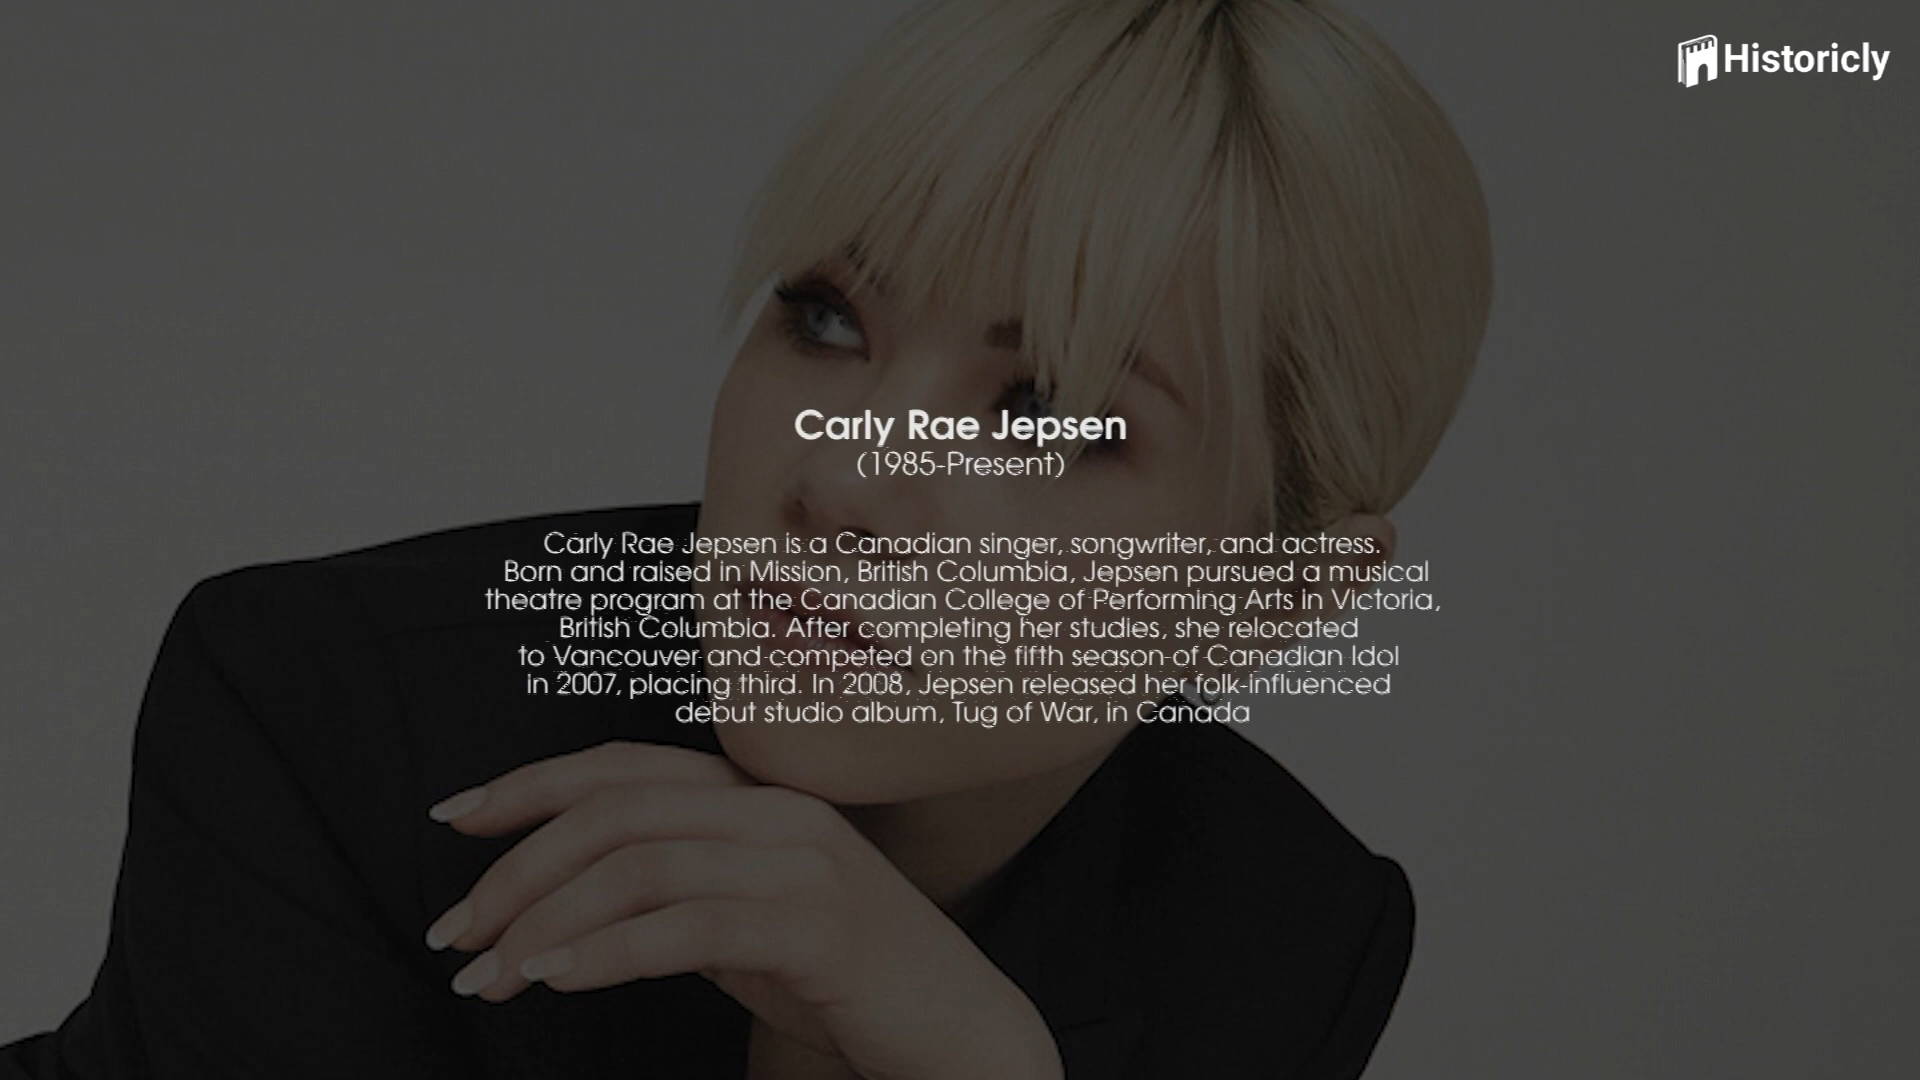 Historicly
Carly Rae Jepsen
(1985-Present)
Carly Rae Jepsen is a Canadian singer, songwriter, and actress.
Born and raised in Mission, British Columbia, Jepsen pursued a musical
theatre program at the Canadian College of Performing Arts in Victoria,
British Columbia. After completing her studies, she relocated
to Vancouver and competed on the fifth season of Canadian Idol
in 2007, placing third. In 2008, Jepsen released her folk-influenced
debut studio album, Tug of War, in Canada